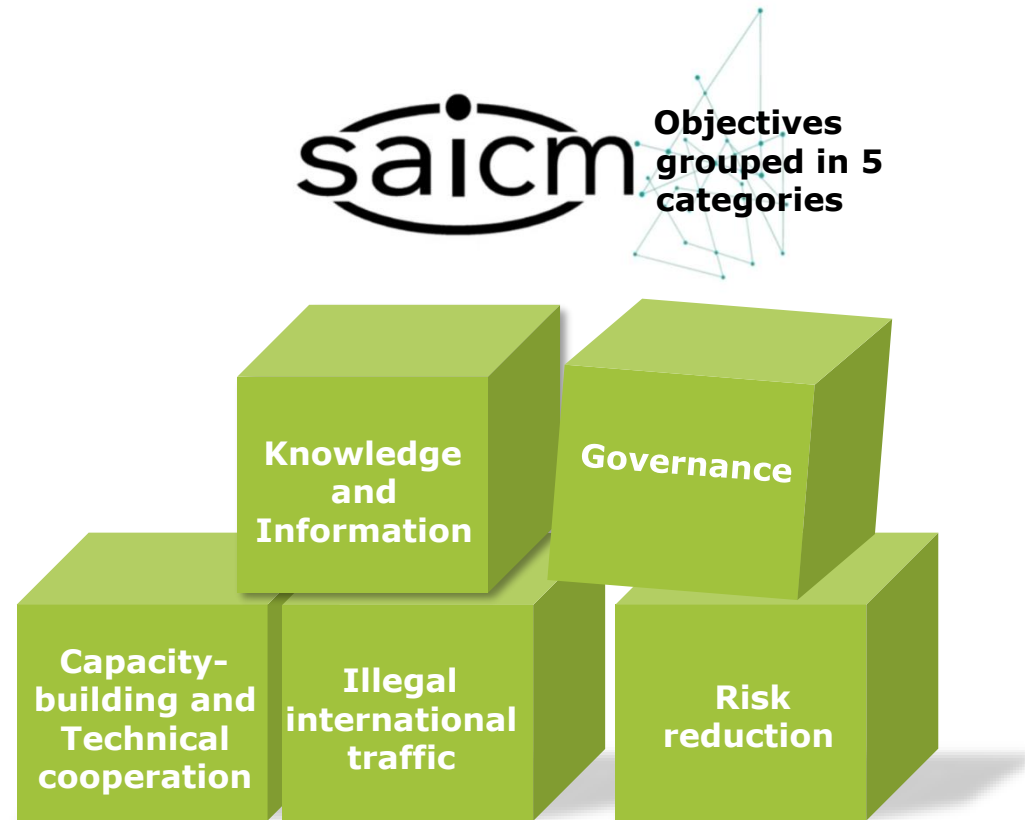 saicm
Objectives
grouped in 5
categories
Knowledge
and
Information
Governance
Capacity-
building and
Technical
cooperation
Illegal
international
traffic
Risk
reduction